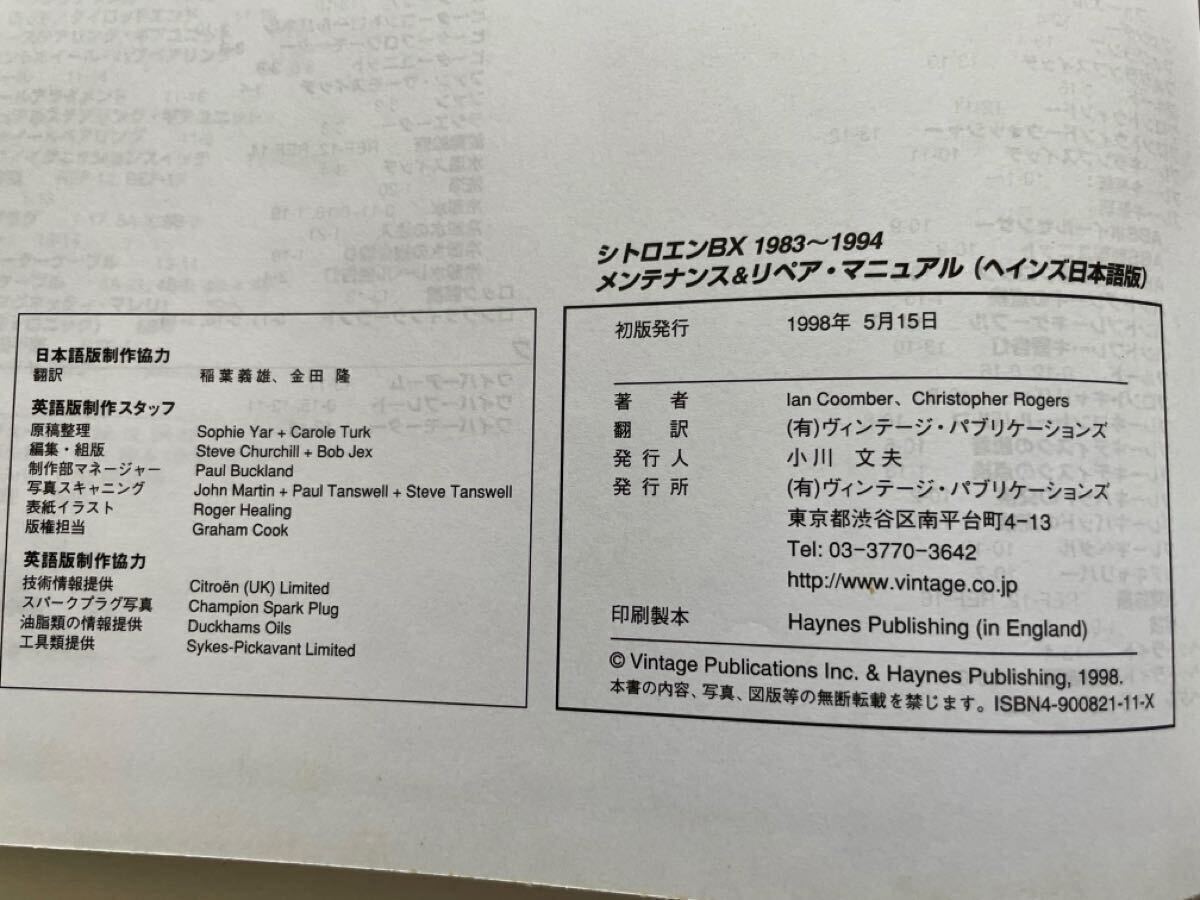 日本語版制作協力
翻訳 稲葉義雄、金田 隆
英語版制作スタッフ
原稿整理 Sophie Yar + Carole Turk
編集・組版 Steve Churchill + Bob Jex
制作部マネージャー Paul Buckland
写真スキャニング John Martin + Paul Tanswell + Steve Tanswell
表紙イラスト Roger Healing
版権担当 Graham Cook
英語版制作協力
技術情報提供 Citroën (UK) Limited
スパークプラグ写真 Champion Spark Plug
油脂類の情報提供 Duckhams Oils
工具類提供 Sykes-Pickavant Limited
シトロエンBX 1983〜1994
メンテナンス&リペア・マニュアル（ヘインズ日本語版）
初版発行 1998年 5月15日
著者 Ian Coomber、Christopher Rogers
翻訳 (有)ヴィンテージ・パブリケーションズ
発行人 小川 文夫
発行所 (有)ヴィンテージ・パブリケーションズ
東京都渋谷区南平台町4-13
Tel: 03-3770-3642
http://www.vintage.co.jp
印刷製本 Haynes Publishing (in England)
© Vintage Publications Inc. & Haynes Publishing, 1998.
本書の内容、写真、図版等の無断転載を禁じます。ISBN4-900821-11-X